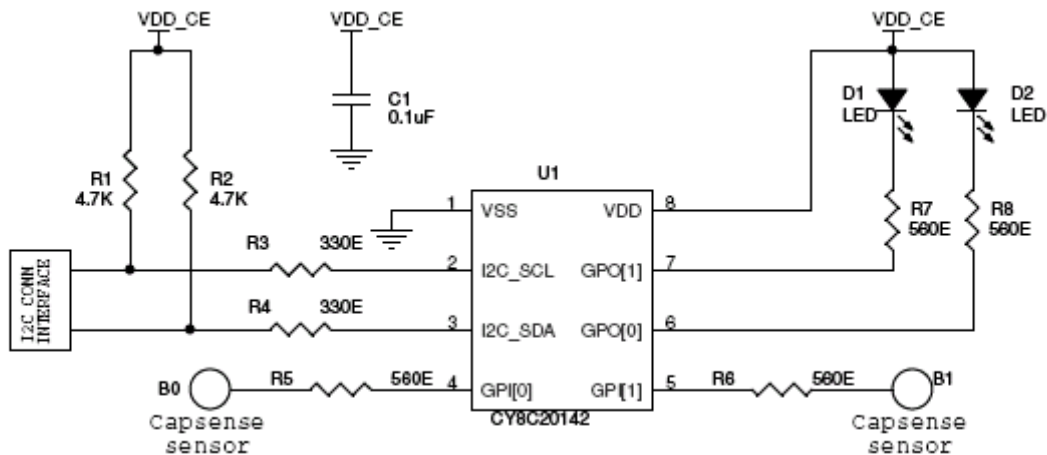 VDD_CE
VDD_CE
VDD_CE
C1
0.1uF
D1
LED
D2
LED
R1
4.7K
R2
4.7K
U1
1
VSS
VDD
8
R7
560E
R8
560E
R3
330E
2
I2C_SCL
GPO[1]
7
I2C CONN
INTERFACE
R4
330E
3
I2C_SDA
GPO[0]
6
B0
R5
560E
4
GPI[0]
GPI[1]
5
R6
560E
B1
CY8C20142
Capsense
sensor
Capsense
sensor